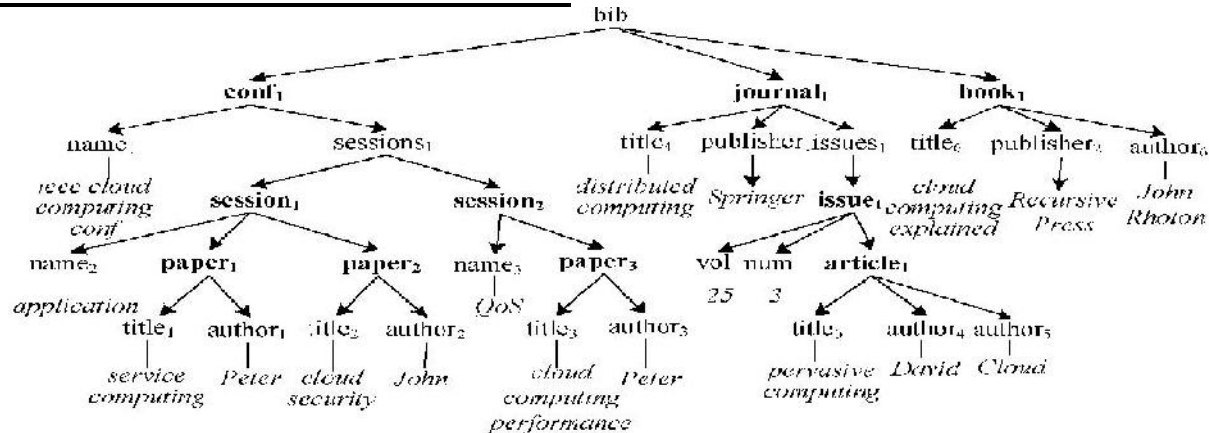 bib
conf₁ journal₁ book₁
name₁ sessions₁ title₄ publisher issues₁ title₆ publisher₂ author₆
ieee cloud computing conf
distributed computing
Springer
cloud computing explained
Recursive Press
John Rhoton
session₁ session₂ issue₁
name₂ paper₁ paper₂ name₃ paper₃ vol num article₁
application QoS 25 3
title₁ author₁ title₂ author₂ title₃ author₃ title₅ author₄ author₅
service computing
Peter
cloud security
John
cloud computing performance
Peter
pervasive computing
David
Cloud